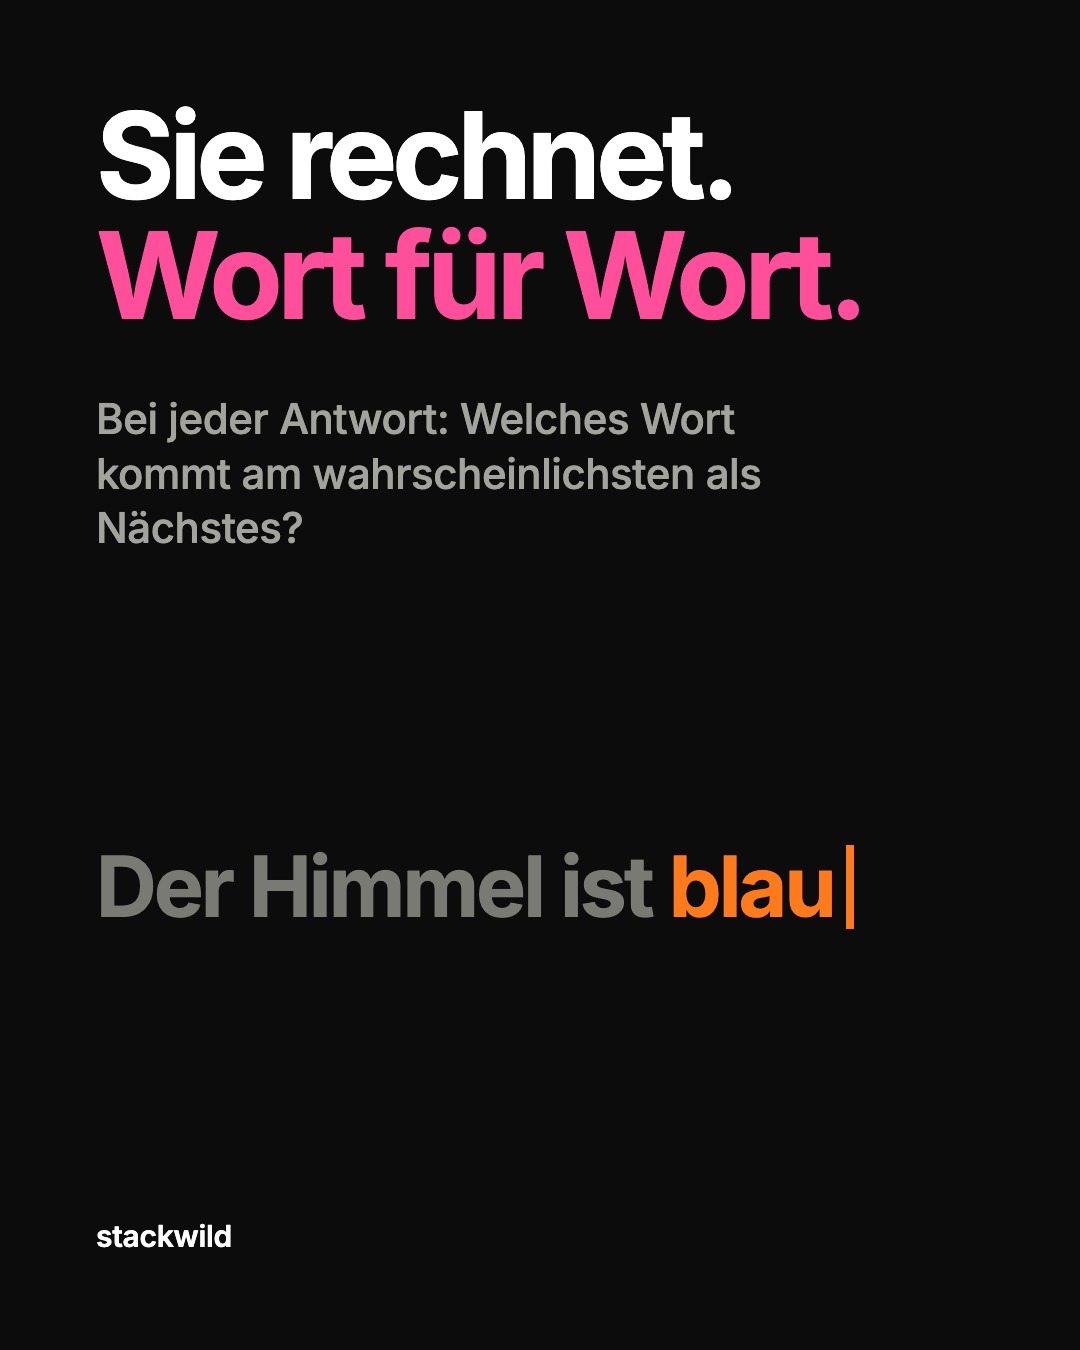 Sie rechnet.
Wort für Wort.
Bei jeder Antwort: Welches Wort
kommt am wahrscheinlichsten als
Nächstes?
Der Himmel ist blau
stackwild